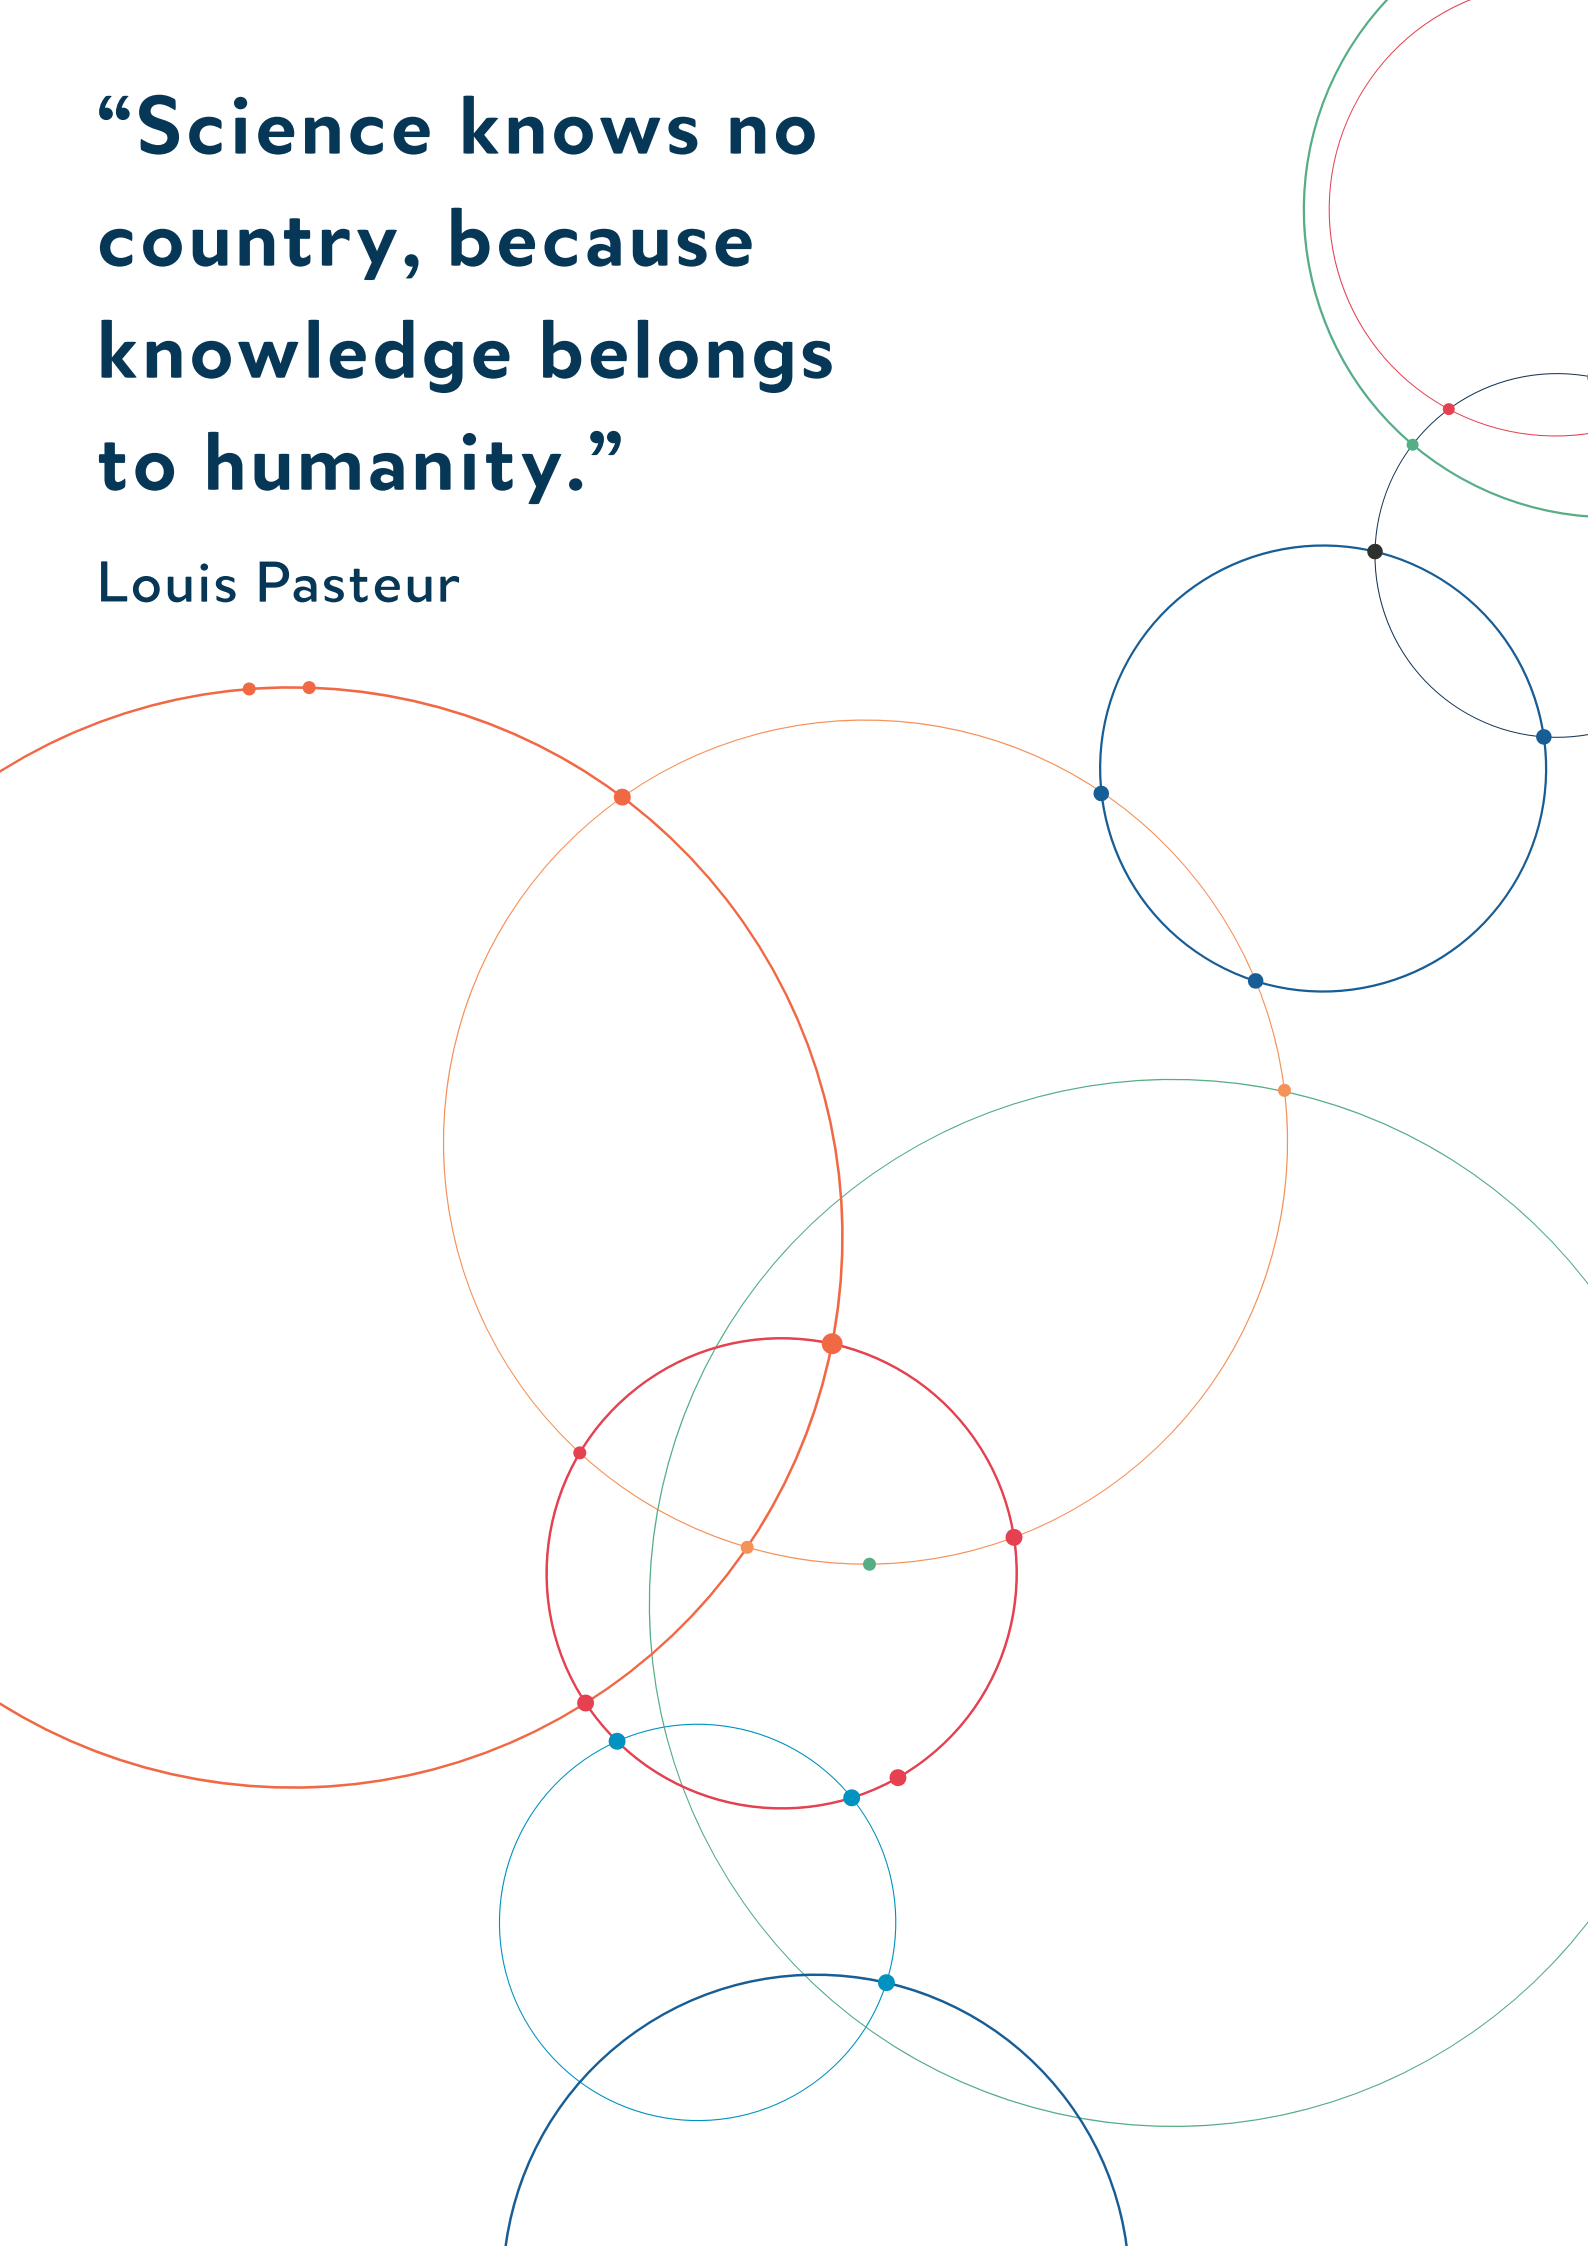 “Science knows no
country, because
knowledge belongs
to humanity.”
Louis Pasteur